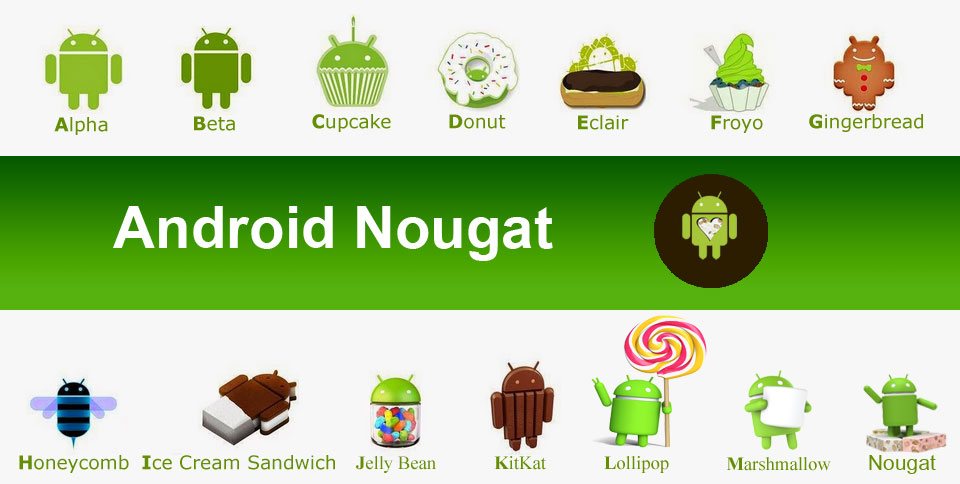 Alpha Beta Cupcake Donut Eclair Froyo Gingerbread
Android Nougat
Honeycomb Ice Cream Sandwich Jelly Bean KitKat Lollipop Marshmallow Nougat